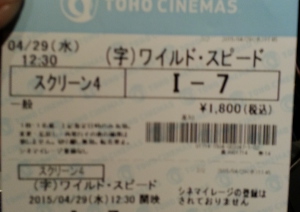 TOHO CINEMAS
04/29(水)
12:30
(字)ワイルド・スピード
スクリーン4
I-7
一般
¥1,800(税込)
スクリーン4
(字)ワイルド・スピード
2015/04/29(水)12:30 開映
シネマイレージの登録は
されておりません
I-7